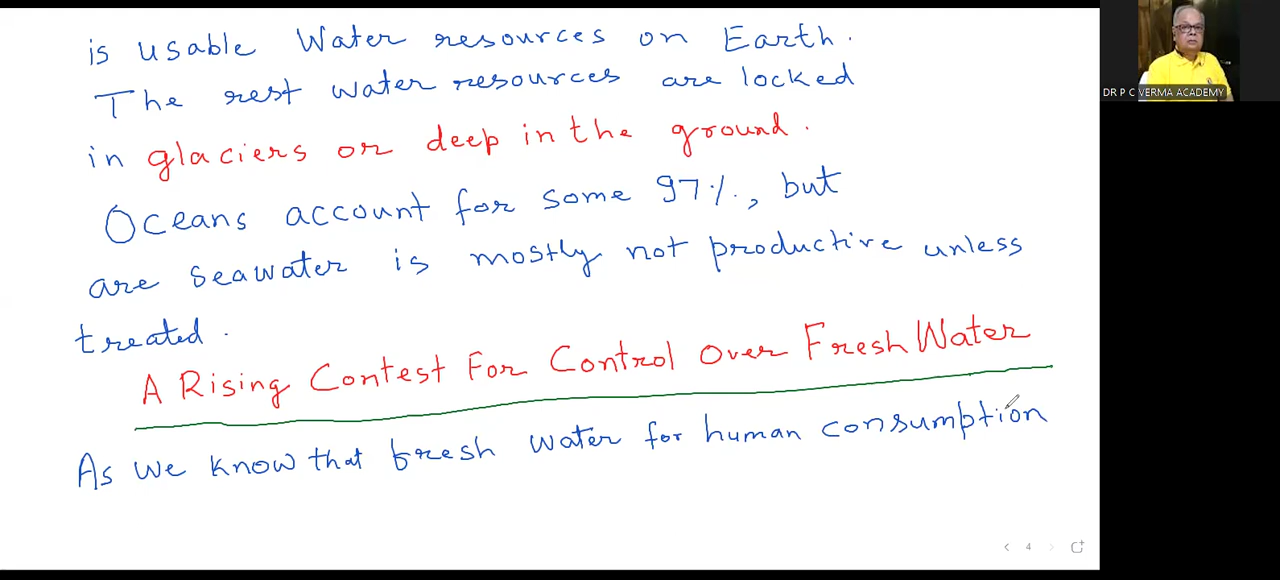 is usable Water resources on Earth.
The rest water resources are locked
in glaciers or deep in the ground.
Oceans account for some 97%, but
are seawater is mostly not productive unless
treated.
A Rising Contest For Control Over Fresh Water
As we know that fresh water for human consumption
4
DR P C VERMA ACADEMY